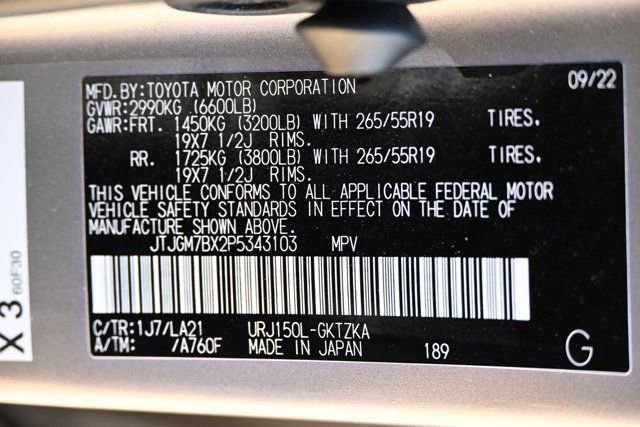 MFD.BY:TOYOTA MOTOR CORPORATION 09/22
GVWR:2990KG (6600LB)
GAWR:FRT. 1450KG (3200LB) WITH 265/55R19 TIRES.
19X7 1/2J RIMS.
RR. 1725KG (3800LB) WITH 265/55R19 TIRES.
19X7 1/2J RIMS.
THIS VEHICLE CONFORMS TO ALL APPLICABLE FEDERAL MOTOR
VEHICLE SAFETY STANDARDS IN EFFECT ON THE DATE OF
MANUFACTURE SHOWN ABOVE.
JTJGM7BX2P5343103 MPV
C/TR:1J7/LA21 URJ150L-GKTZKA
A/TM: /A760F MADE IN JAPAN 189 G
X 3
60F30